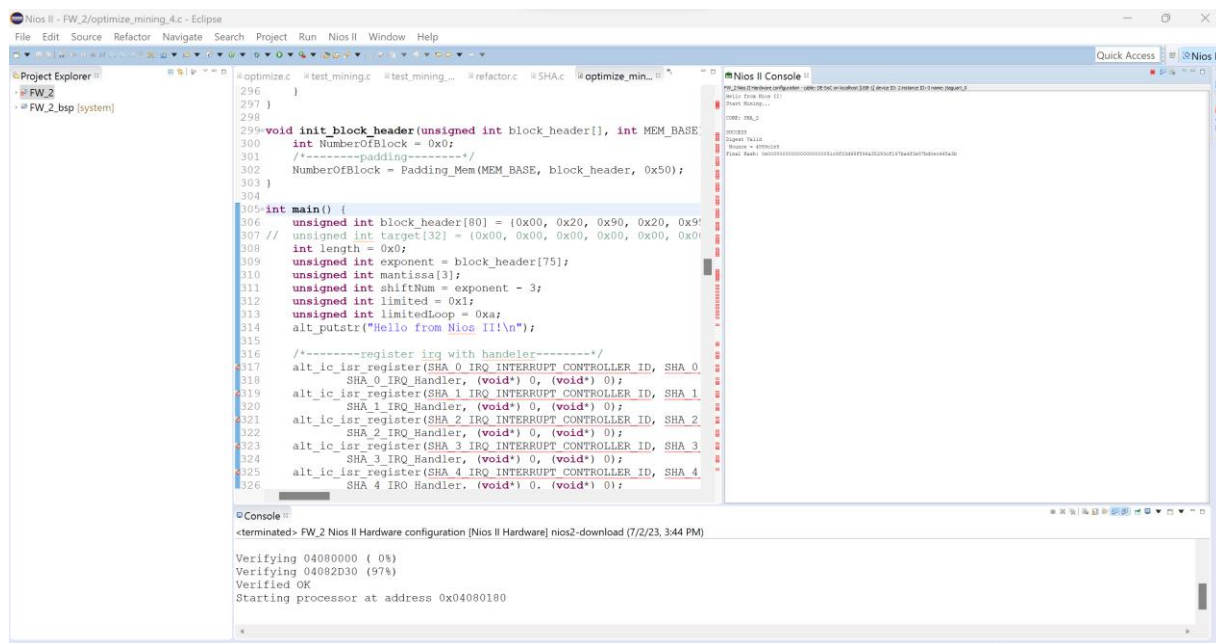 Nios II - FW_2/optimize_mining_4.c - Eclipse
File Edit Source Refactor Navigate Search Project Run Nios II Window Help
Quick Access
Nios I
Project Explorer
FW_2
FW_2_bsp [system]
optimize.c test_mining.c test_mining_... refactor.c SHA.c optimize_min...
296 }
297 }
298
299 void init_block_header(unsigned int block_header[], int MEM_BASE
300 int NumberOfBlock = 0x0;
301 /*--------padding--------*/
302 NumberOfBlock = Padding_Mem(MEM_BASE, block_header, 0x50);
303 }
304
305 int main() {
306 unsigned int block_header[80] = {0x00, 0x20, 0x90, 0x20, 0x9
307 // unsigned int target[32] = {0x00, 0x00, 0x00, 0x00, 0x00, 0x0
308 int length = 0x0;
309 unsigned int exponent = block_header[75];
310 unsigned int mantissa[3];
311 unsigned int shiftNum = exponent - 3;
312 unsigned int limited = 0x1;
313 unsigned int limitedLoop = 0xa;
314 alt_putstr("Hello from Nios II!\n");
315
316 /*--------register irq with handeler--------*/
317 alt_ic_isr_register(SHA_0_IRQ_INTERRUPT_CONTROLLER_ID, SHA_0
318 SHA_0_IRQ_Handler, (void*) 0, (void*) 0);
319 alt_ic_isr_register(SHA_1_IRQ_INTERRUPT_CONTROLLER_ID, SHA_1
320 SHA_1_IRQ_Handler, (void*) 0, (void*) 0);
321 alt_ic_isr_register(SHA_2_IRQ_INTERRUPT_CONTROLLER_ID, SHA_2
322 SHA_2_IRQ_Handler, (void*) 0, (void*) 0);
323 alt_ic_isr_register(SHA_3_IRQ_INTERRUPT_CONTROLLER_ID, SHA_3
324 SHA_3_IRQ_Handler, (void*) 0, (void*) 0);
325 alt_ic_isr_register(SHA_4_IRQ_INTERRUPT_CONTROLLER_ID, SHA_4
326 SHA_4_IRQ_Handler, (void*) 0, (void*) 0);
Nios II Console
Hello from Nios II!
Start Mining...
CORE: SHA_2
SUCCESS
Digest Valid
Final Hash:
Console
<terminated> FW_2 Nios II Hardware configuration [Nios II Hardware] nios2-download (7/2/23, 3:44 PM)
Verifying 04080000 ( 0%)
Verifying 04082D30 (97%)
Verified OK
Starting processor at address 0x04080180